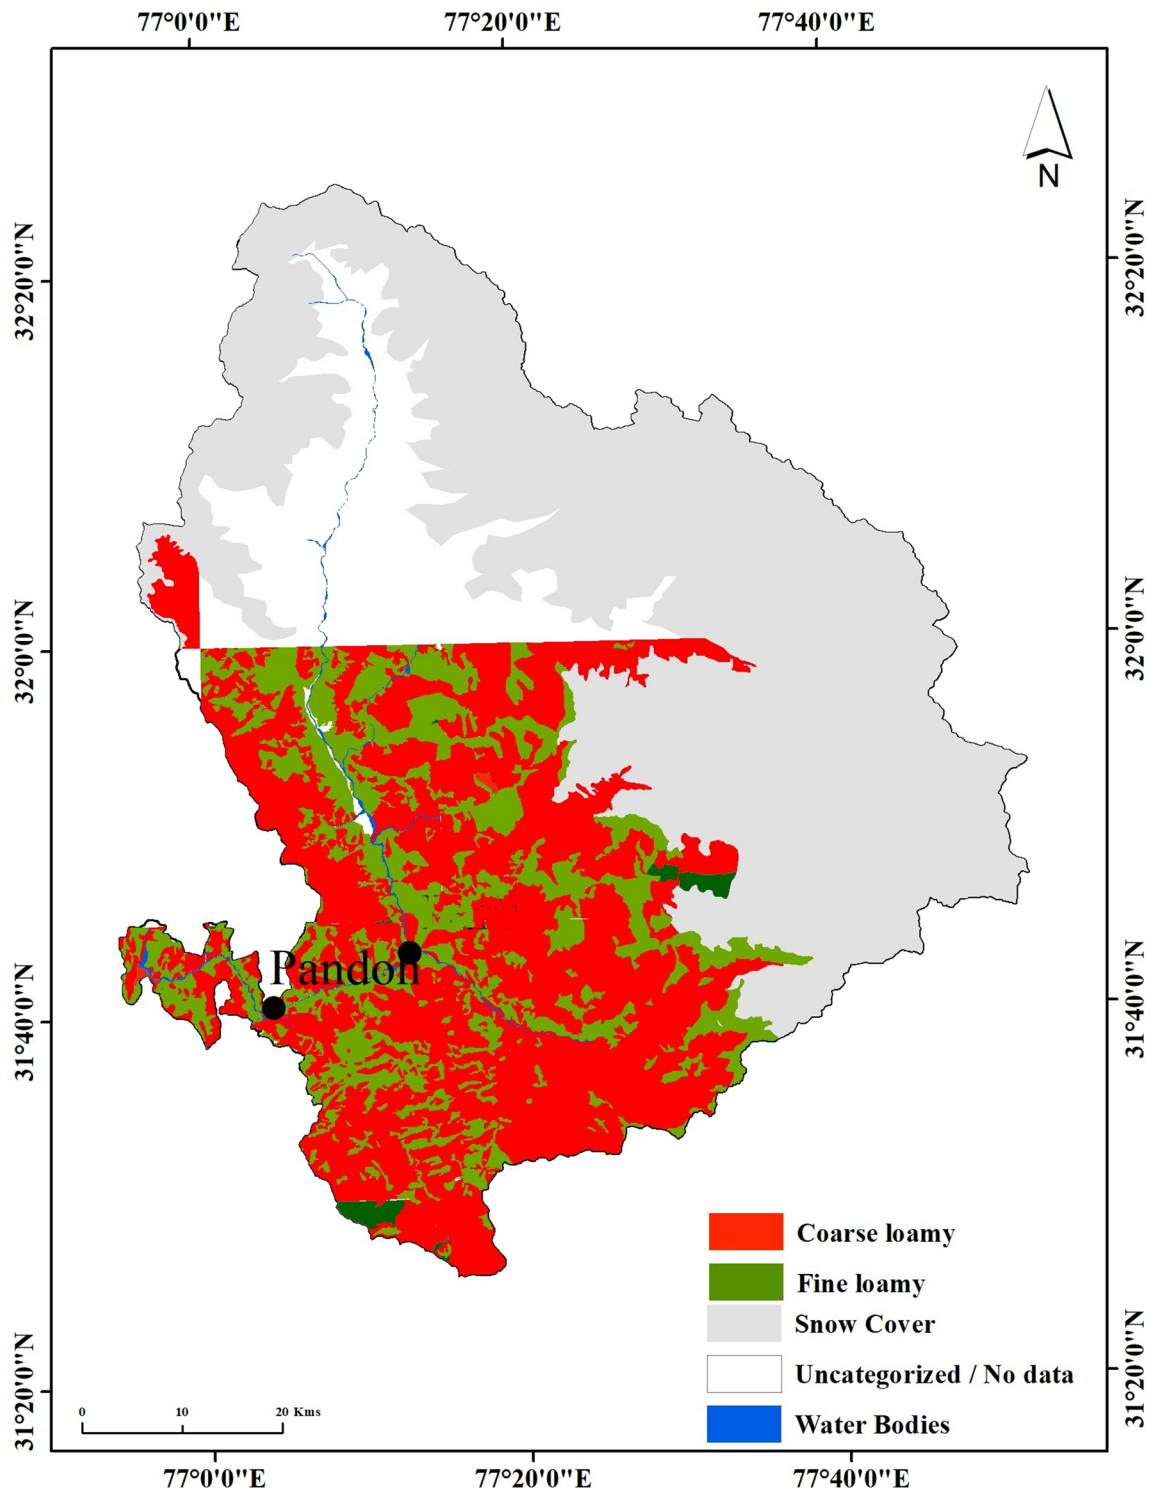 77°0'0"E 77°20'0"E 77°40'0"E
N
32°20'0"N 32°20'0"N
32°0'0"N 32°0'0"N
Pandoh
31°40'0"N 31°40'0"N
Coarse loamy
Fine loamy
Snow Cover
Uncategorized / No data
Water Bodies
31°20'0"N 31°20'0"N
0 10 20 Kms
77°0'0"E 77°20'0"E 77°40'0"E